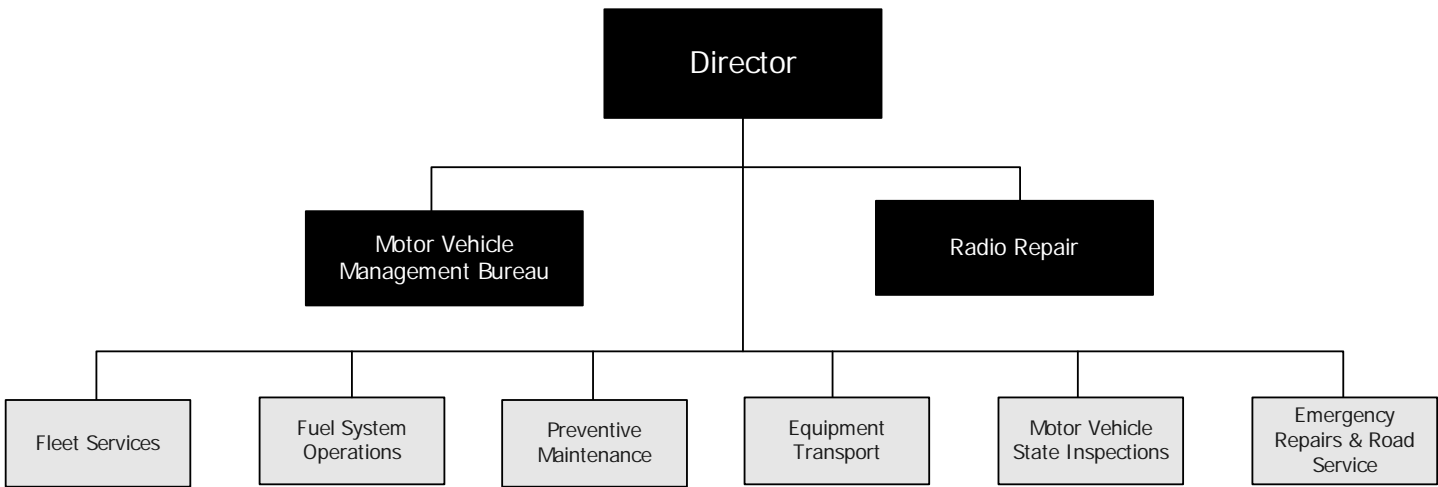 Director
Motor Vehicle
Management Bureau
Radio Repair
Fleet Services
Fuel System
Operations
Preventive
Maintenance
Equipment
Transport
Motor Vehicle
State Inspections
Emergency
Repairs & Road
Service